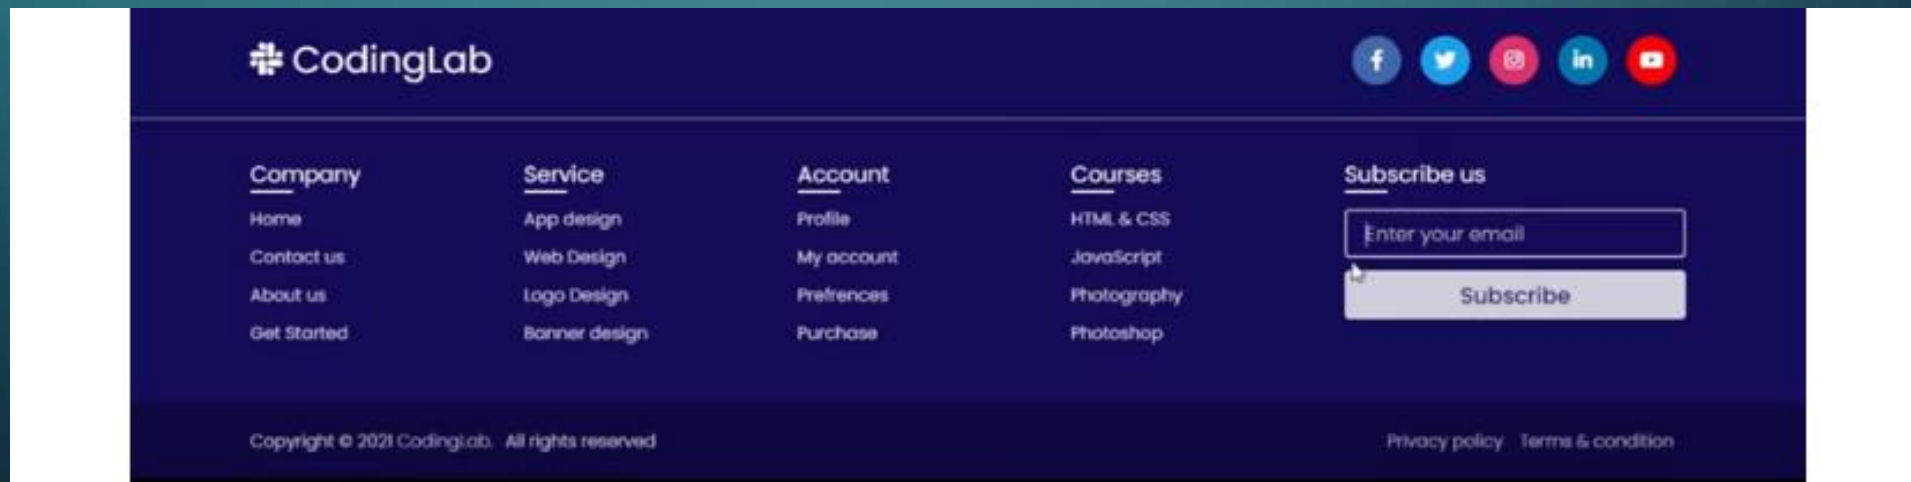 CodingLab
Company
Home
Contact us
About us
Get Started
Service
App design
Web Design
Logo Design
Banner design
Account
Profile
My account
Prefrences
Purchase
Courses
HTML & CSS
JavaScript
Photography
Photoshop
Subscribe us
Enter your email
Subscribe
Copyright © 2021 CodingLab. All rights reserved
Privacy policy Terms & condition